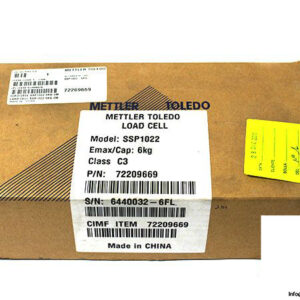 72209669
METTLER TOLEDO
METTLER TOLEDO
LOAD CELL
Model: SSP1022
Emax/Cap: 6kg
Class C3
P/N: 72209669
S/N: 6440032-6FL
CIMF ITEM 72209669
Made in CHINA